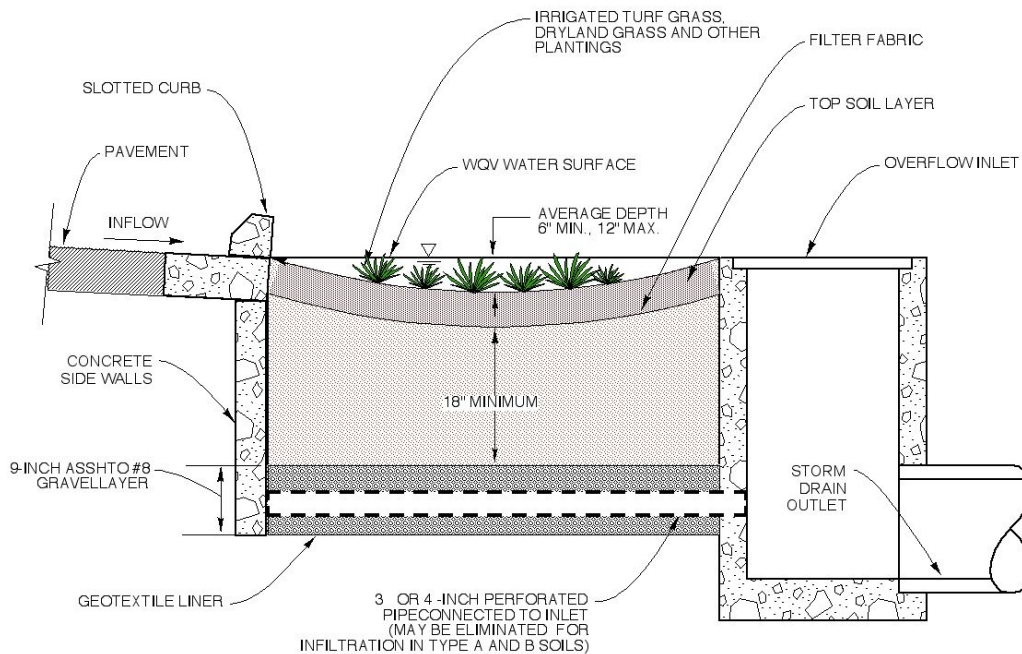 IRRIGATED TURF GRASS,
DRYLAND GRASS AND OTHER
PLANTINGS
FILTER FABRIC
SLOTTED CURB
TOP SOIL LAYER
PAVEMENT
WQV WATER SURFACE
OVERFLOW INLET
INFLOW
AVERAGE DEPTH
6" MIN., 12" MAX.
CONCRETE
SIDE WALLS
18" MINIMUM
9-INCH ASSHTO #8
GRAVELLAYER
STORM
DRAIN
OUTLET
GEOTEXTILE LINER
3 OR 4 -INCH PERFORATED
PIPECONNECTED TO INLET
(MAY BE ELIMINATED FOR
INFILTRATION IN TYPE A AND B SOILS)